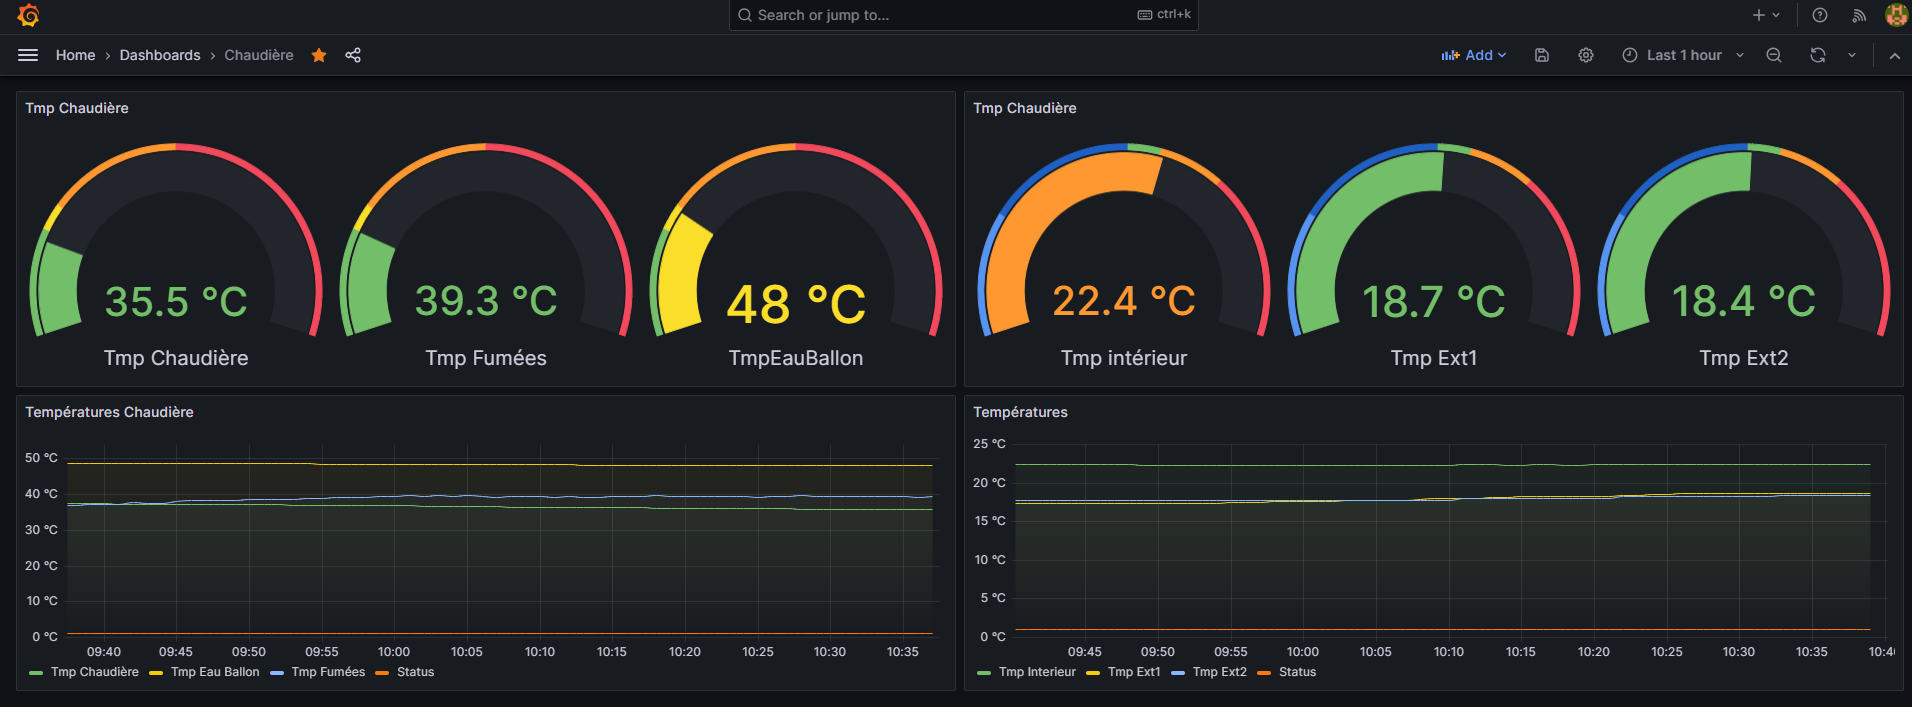 Search or jump to...
ctrl+k
Home › Dashboards › Chaudière
Add
Last 1 hour
Tmp Chaudière
35.5 °C
39.3 °C
48 °C
Tmp Chaudière
Tmp Fumées
TmpEauBallon
Tmp Chaudière
22.4 °C
18.7 °C
18.4 °C
Tmp intérieur
Tmp Ext1
Tmp Ext2
Températures Chaudière
50 °C
40 °C
30 °C
20 °C
10 °C
0 °C
09:40 09:45 09:50 09:55 10:00 10:05 10:10 10:15 10:20 10:25 10:30 10:35
Tmp Chaudière Tmp Eau Ballon Tmp Fumées Status
Températures
25 °C
20 °C
15 °C
10 °C
5 °C
0 °C
09:45 09:50 09:55 10:00 10:05 10:10 10:15 10:20 10:25 10:30 10:35
Tmp Interieur Tmp Ext1 Tmp Ext2 Status